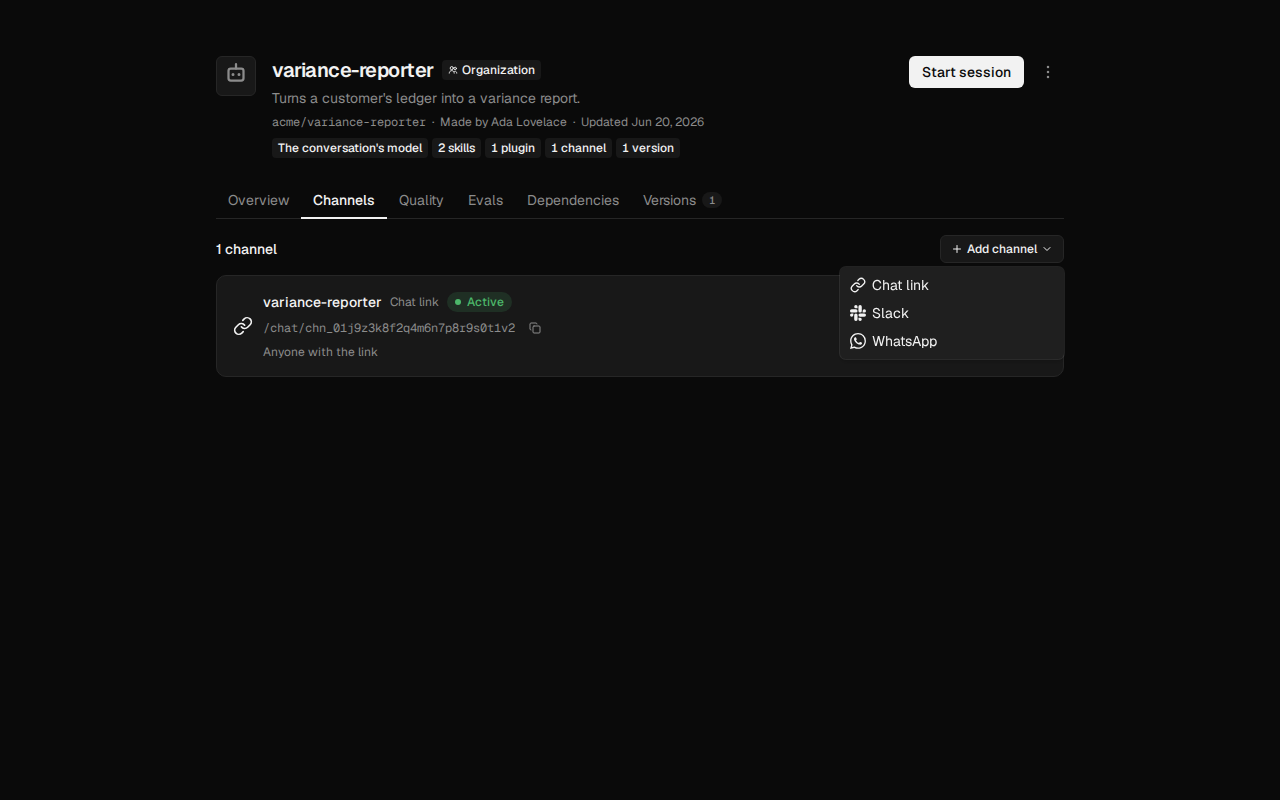 variance-reporter Organization Start session
Turns a customer's ledger into a variance report.
acme/variance-reporter · Made by Ada Lovelace · Updated Jun 20, 2026
The conversation's model 2 skills 1 plugin 1 channel 1 version
Overview Channels Quality Evals Dependencies Versions 1
1 channel Add channel
variance-reporter Chat link Active
/chat/chn_01j9z3k8f2q4m6n7p8r9s0t1v2
Anyone with the link
Chat link
Slack
WhatsApp